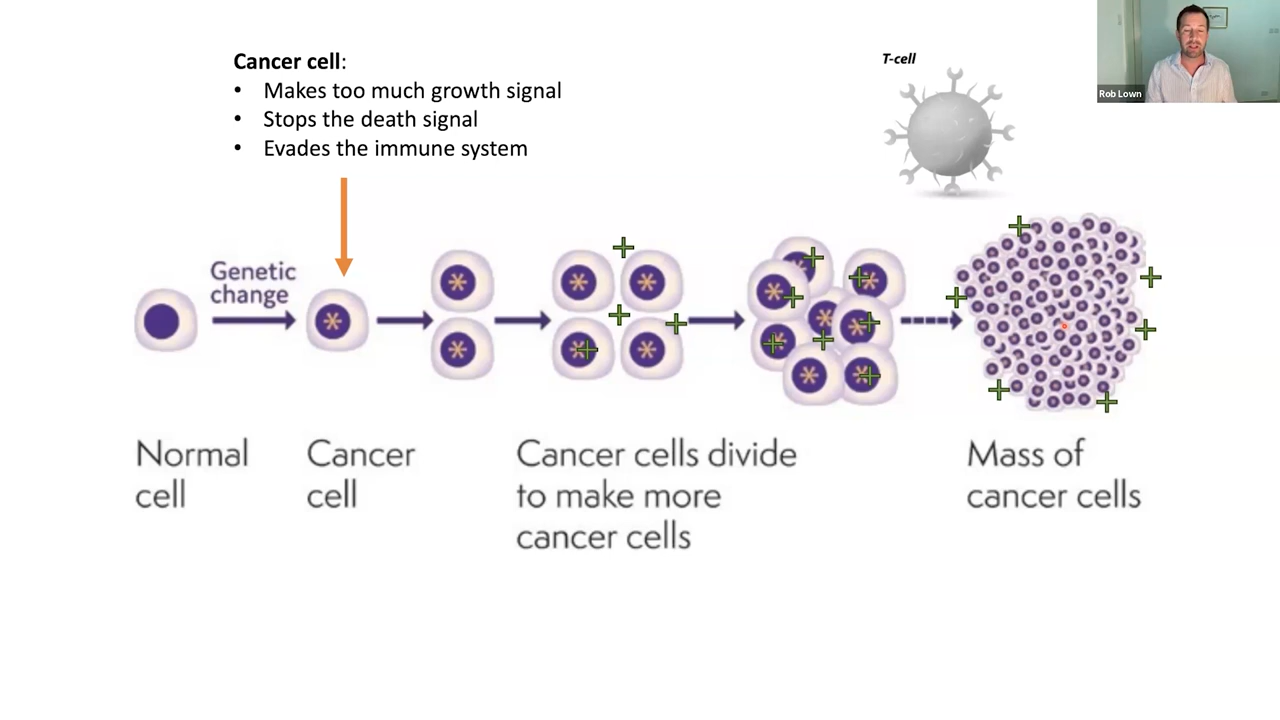 Cancer cell:
• Makes too much growth signal
• Stops the death signal
• Evades the immune system
T-cell
Rob Lown
Genetic
change
Normal
cell
Cancer
cell
Cancer cells divide
to make more
cancer cells
Mass of
cancer cells